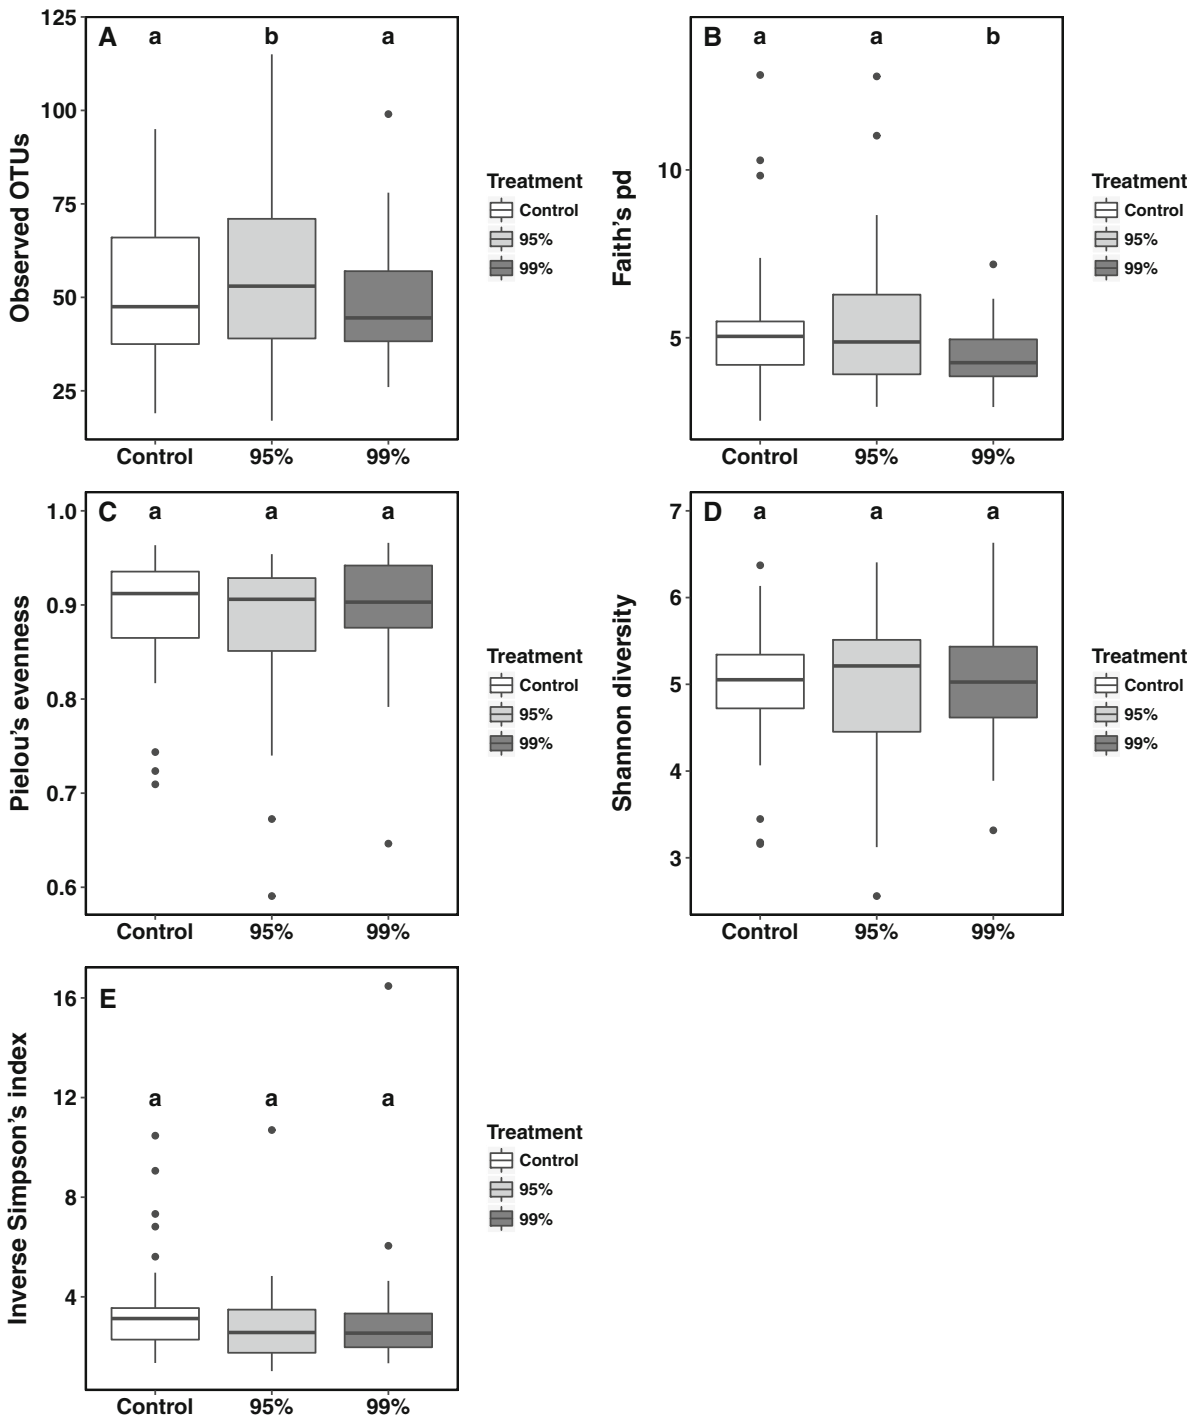 A a b a
125
100
75
50
25
Observed OTUs
Control 95% 99%
Treatment
Control
95%
99%
B a a b
10
5
Faith's pd
Control 95% 99%
Treatment
Control
95%
99%
C a a a
1.0
0.9
0.8
0.7
0.6
Pielou's evenness
Control 95% 99%
Treatment
Control
95%
99%
D a a a
7
6
5
4
3
Shannon diversity
Control 95% 99%
Treatment
Control
95%
99%
E
a a a
16
12
8
4
Inverse Simpson's index
Control 95% 99%
Treatment
Control
95%
99%